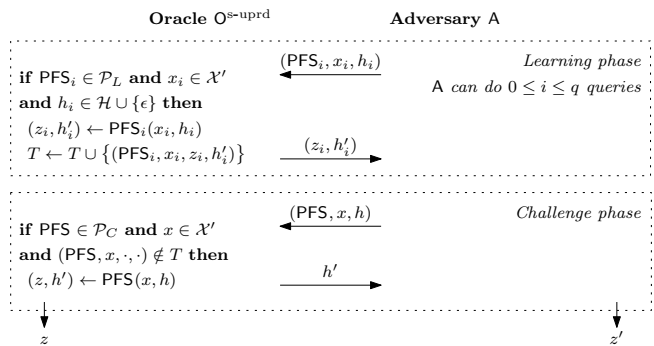 Oracle O^{s-uprd} Adversary A
(PFS_i, x_i, h_i) Learning phase
if PFS_i ∈ 𝒫_L and x_i ∈ 𝒳′
A can do 0 ≤ i ≤ q queries
and h_i ∈ ℋ ∪ {ϵ} then
(z_i, h′_i) ← PFS_i(x_i, h_i)
T ← T ∪ {(PFS_i, x_i, z_i, h′_i)} (z_i, h′_i)
(PFS, x, h) Challenge phase
if PFS ∈ 𝒫_C and x ∈ 𝒳′
and (PFS, x, ·, ·) ∉ T then
(z, h′) ← PFS(x, h) h′
z z′